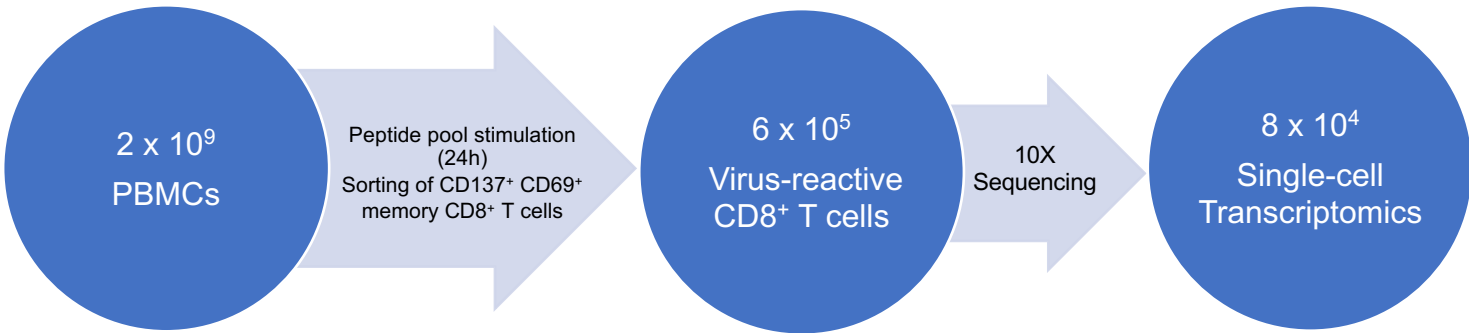 2 x 10⁹
PBMCs
Peptide pool stimulation
(24h)
Sorting of CD137⁺ CD69⁺
memory CD8⁺ T cells
6 x 10⁵
Virus-reactive
CD8⁺ T cells
10X
Sequencing
8 x 10⁴
Single-cell
Transcriptomics